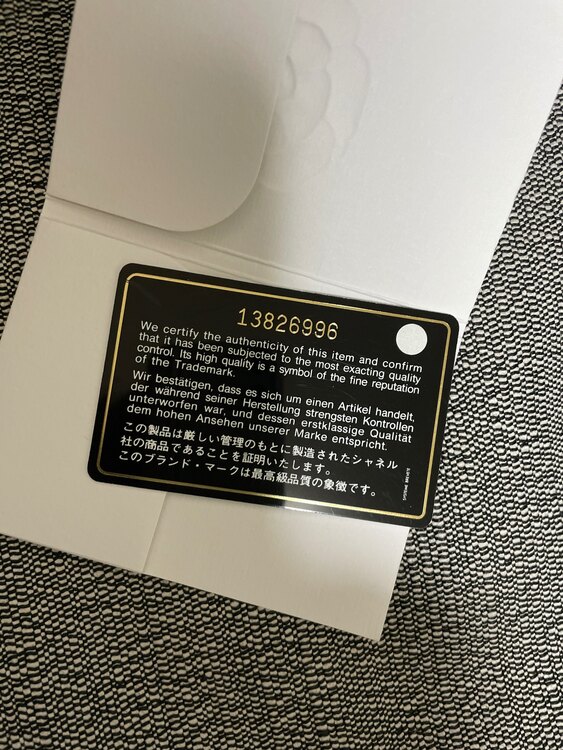 13826996
We certify the authenticity of this item and confirm
that it has been subjected to the most exacting quality
control. Its high quality is a symbol of the fine reputation
of the Trademark.
Wir bestätigen, dass es sich um einen Artikel handelt,
der während seiner Herstellung strengsten Kontrollen
unterworfen war, und dessen erstklassige Qualität
dem hohen Ansehen unserer Marke entspricht.
この製品は厳しい管理のもとに製造されたシャネル
社の商品であることを証明いたします。
このブランド・マークは最高級品質の象徴です。